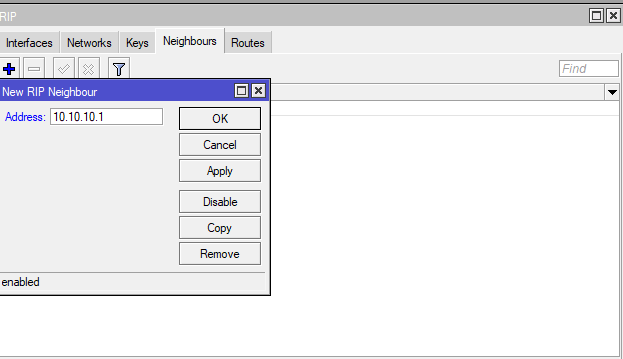 RIP
Interfaces Networks Keys Neighbours Routes
Find
New RIP Neighbour
Address: 10.10.10.1
OK
Cancel
Apply
Disable
Copy
Remove
enabled